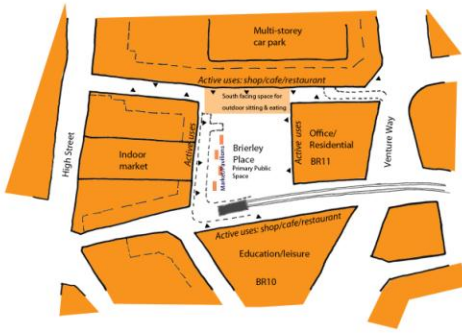 Multi-storey
car park
Active uses: shop/cafe/restaurant
South facing space for
outdoor sitting & eating
High Street
Indoor
market
Active uses
Brierley
Place
Primary Public
Space
Active uses
Office/
Residential
BR11
Venture Way
Active uses: shop/cafe/restaurant
Education/leisure
BR10